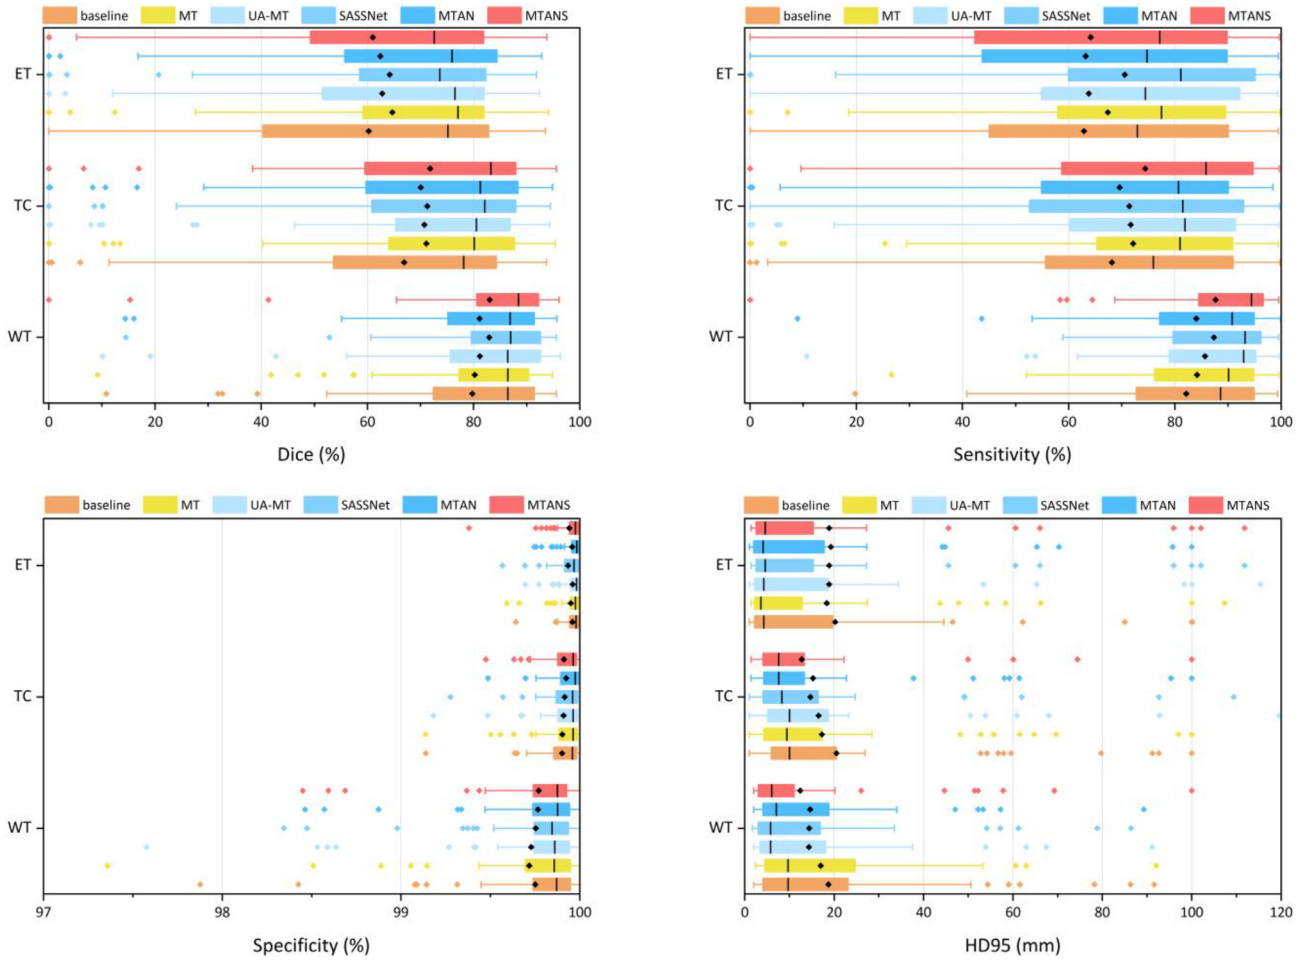 baseline MT UA-MT SASSNet MTAN MTANS
ET
TC
WT
0 20 40 60 80 100
Dice (%)
baseline MT UA-MT SASSNet MTAN MTANS
ET
TC
WT
0 20 40 60 80 100
Sensitivity (%)
baseline MT UA-MT SASSNet MTAN MTANS
ET
TC
WT
97 98 99 100
Specificity (%)
baseline MT UA-MT SASSNet MTAN MTANS
ET
TC
WT
0 20 40 60 80 100 120
HD95 (mm)